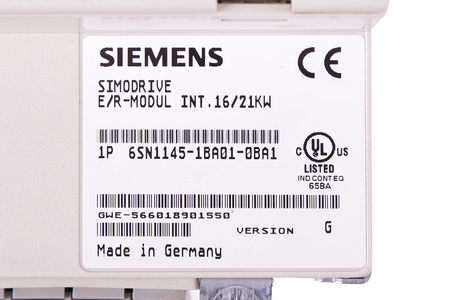 SIEMENS
CE
SIMODRIVE
E/R-MODUL INT.16/21KW
1P 6SN1145-1BA01-0BA1
C UL US
LISTED
IND CONT EQ
65BA
GWE-566018901550
VERSION G
Made in Germany